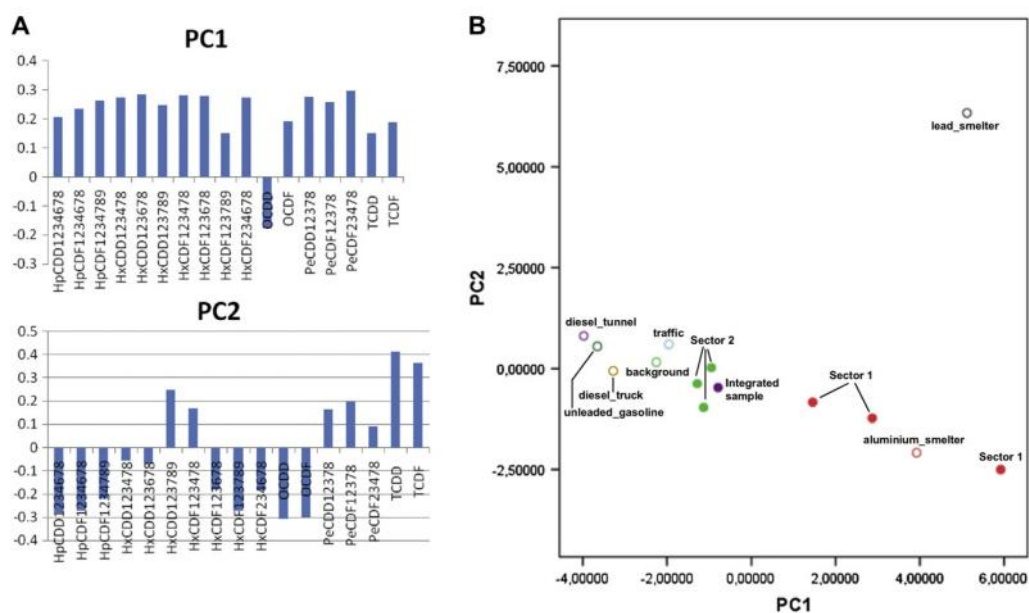 A
PC1
0.4
0.3
0.2
0.1
0
-0.1
-0.2
-0.3
HpCDD1234678
HpCDF1234678
HpCDF1234789
HxCDD123478
HxCDD123678
HxCDD123789
HxCDF123478
HxCDF123678
HxCDF123789
HxCDF234678
OCDD
OCDF
PeCDD12378
PeCDF12378
PeCDF23478
TCDD
TCDF
PC2
0.5
0.4
0.3
0.2
0.1
0
-0.1
-0.2
-0.3
-0.4
HpCDD1234678
HpCDF1234678
HpCDF1234789
HxCDD123478
HxCDD123678
HxCDD123789
HxCDF123478
HxCDF123678
HxCDF123789
HxCDF234678
OCDD
OCDF
PeCDD12378
PeCDF12378
PeCDF23478
TCDD
TCDF
B
PC2
7,50000
5,00000
2,50000
0,00000
-2,50000
lead_smelter
diesel_tunnel
traffic
Sector 2
background
Integrated
sample
diesel_truck
unleaded_gasoline
Sector 1
aluminium_smelter
Sector 1
-4,00000
-2,00000
0,00000
2,00000
4,00000
6,00000
PC1